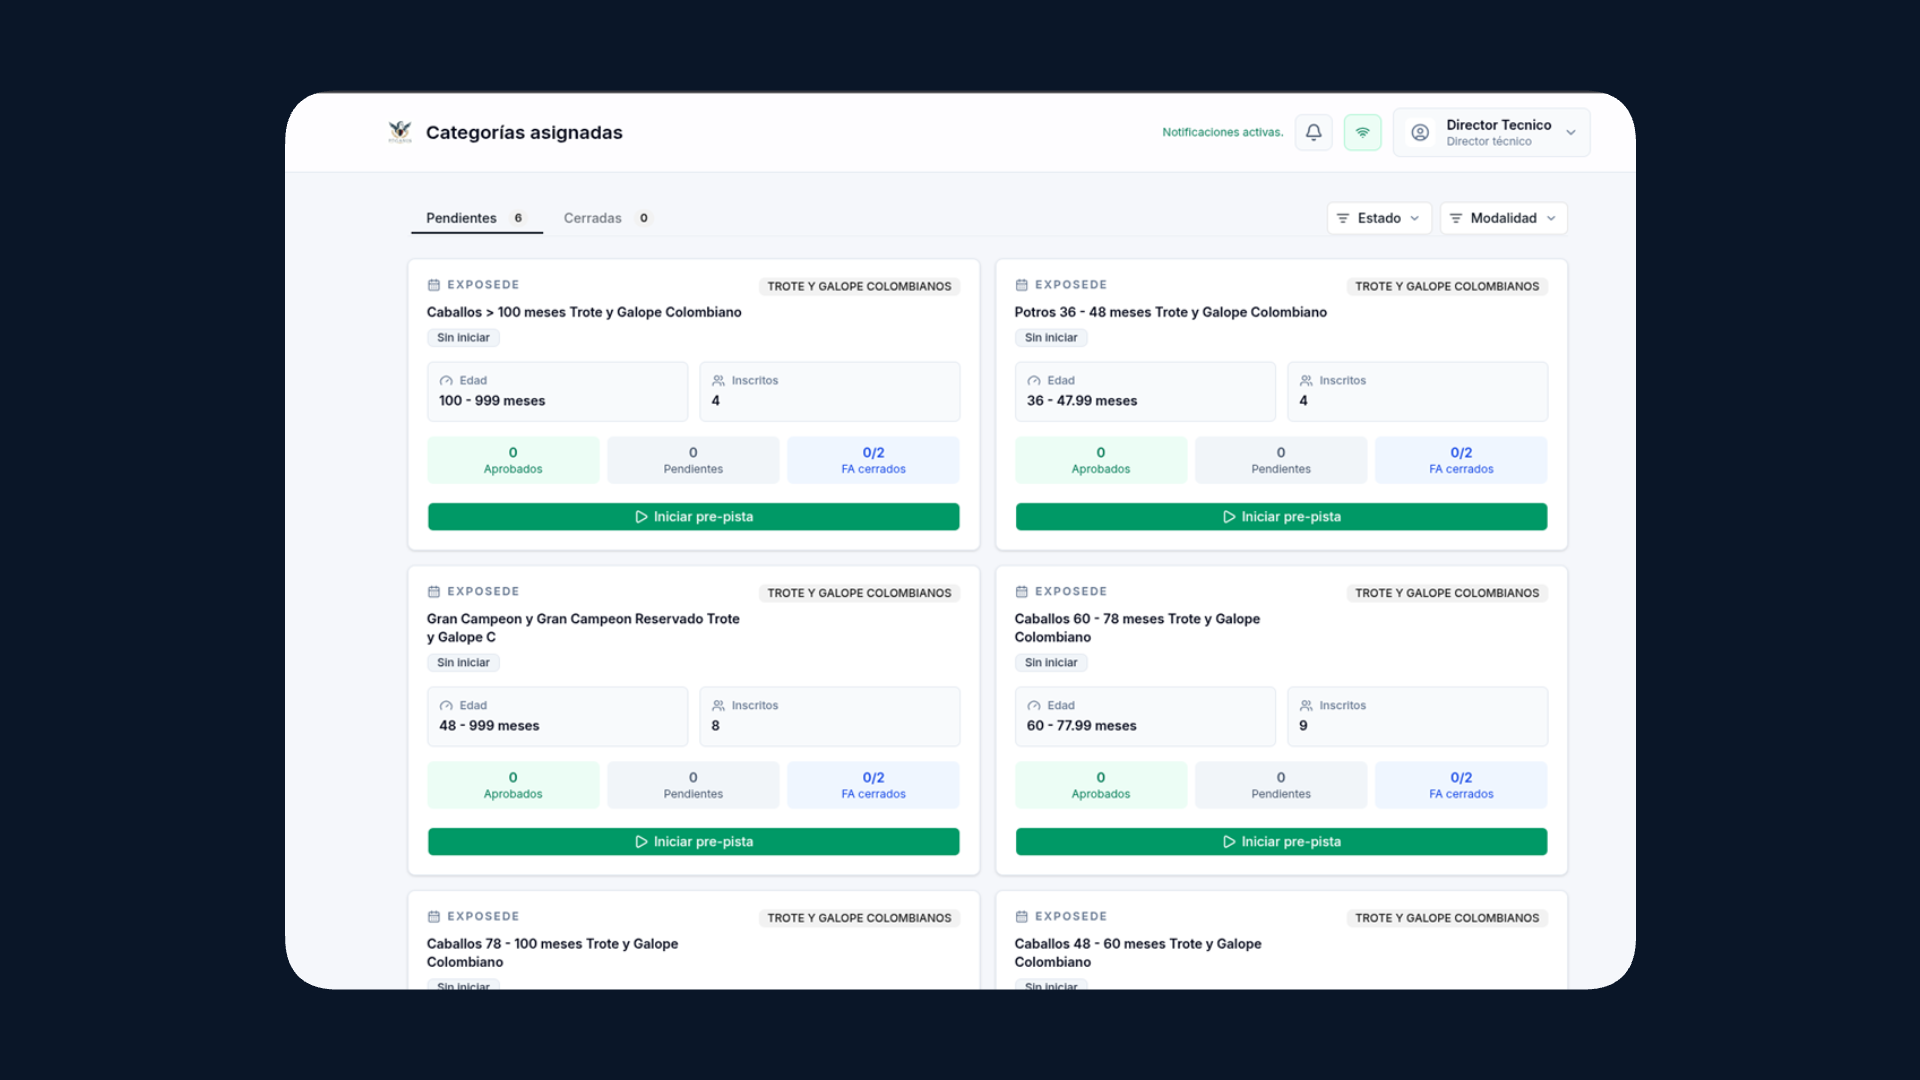 Categorías asignadas
Notificaciones activas.
Director Tecnico
Director técnico
Pendientes 6
Cerradas 0
Estado
Modalidad
EXPOSEDE
TROTE Y GALOPE COLOMBIANOS
Caballos > 100 meses Trote y Galope Colombiano
Sin iniciar
Edad
100 - 999 meses
Inscritos
4
0
Aprobados
0
Pendientes
0/2
FA cerrados
Iniciar pre-pista
EXPOSEDE
TROTE Y GALOPE COLOMBIANOS
Potros 36 - 48 meses Trote y Galope Colombiano
Sin iniciar
Edad
36 - 47.99 meses
Inscritos
4
0
Aprobados
0
Pendientes
0/2
FA cerrados
Iniciar pre-pista
EXPOSEDE
TROTE Y GALOPE COLOMBIANOS
Gran Campeon y Gran Campeon Reservado Trote
y Galope C
Sin iniciar
Edad
48 - 999 meses
Inscritos
8
0
Aprobados
0
Pendientes
0/2
FA cerrados
Iniciar pre-pista
EXPOSEDE
TROTE Y GALOPE COLOMBIANOS
Caballos 60 - 78 meses Trote y Galope
Colombiano
Sin iniciar
Edad
60 - 77.99 meses
Inscritos
9
0
Aprobados
0
Pendientes
0/2
FA cerrados
Iniciar pre-pista
EXPOSEDE
TROTE Y GALOPE COLOMBIANOS
Caballos 78 - 100 meses Trote y Galope
Colombiano
Sin iniciar
EXPOSEDE
TROTE Y GALOPE COLOMBIANOS
Caballos 48 - 60 meses Trote y Galope
Colombiano
Sin iniciar